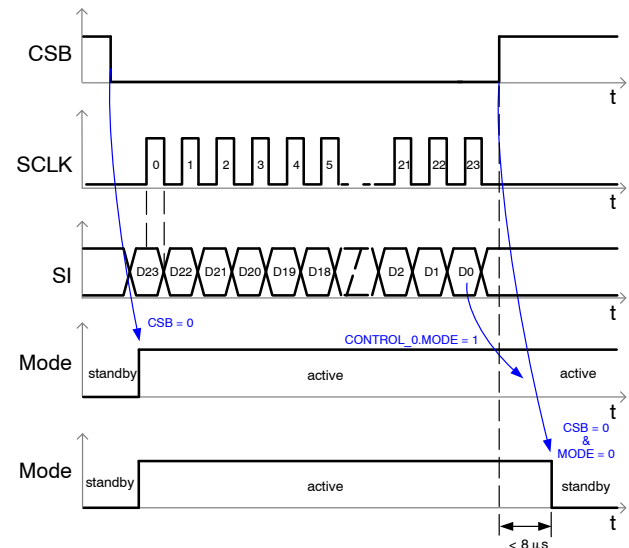 CSB
t
SCLK
0 1 2 3 4 5 21 22 23
t
SI
D23 D22 D21 D20 D19 D18 D2 D1 D0
t
CSB = 0
CONTROL_0.MODE = 1
Mode
standby active active
t
CSB = 0
&
MODE = 0
Mode
standby active standby
t
< 8 us